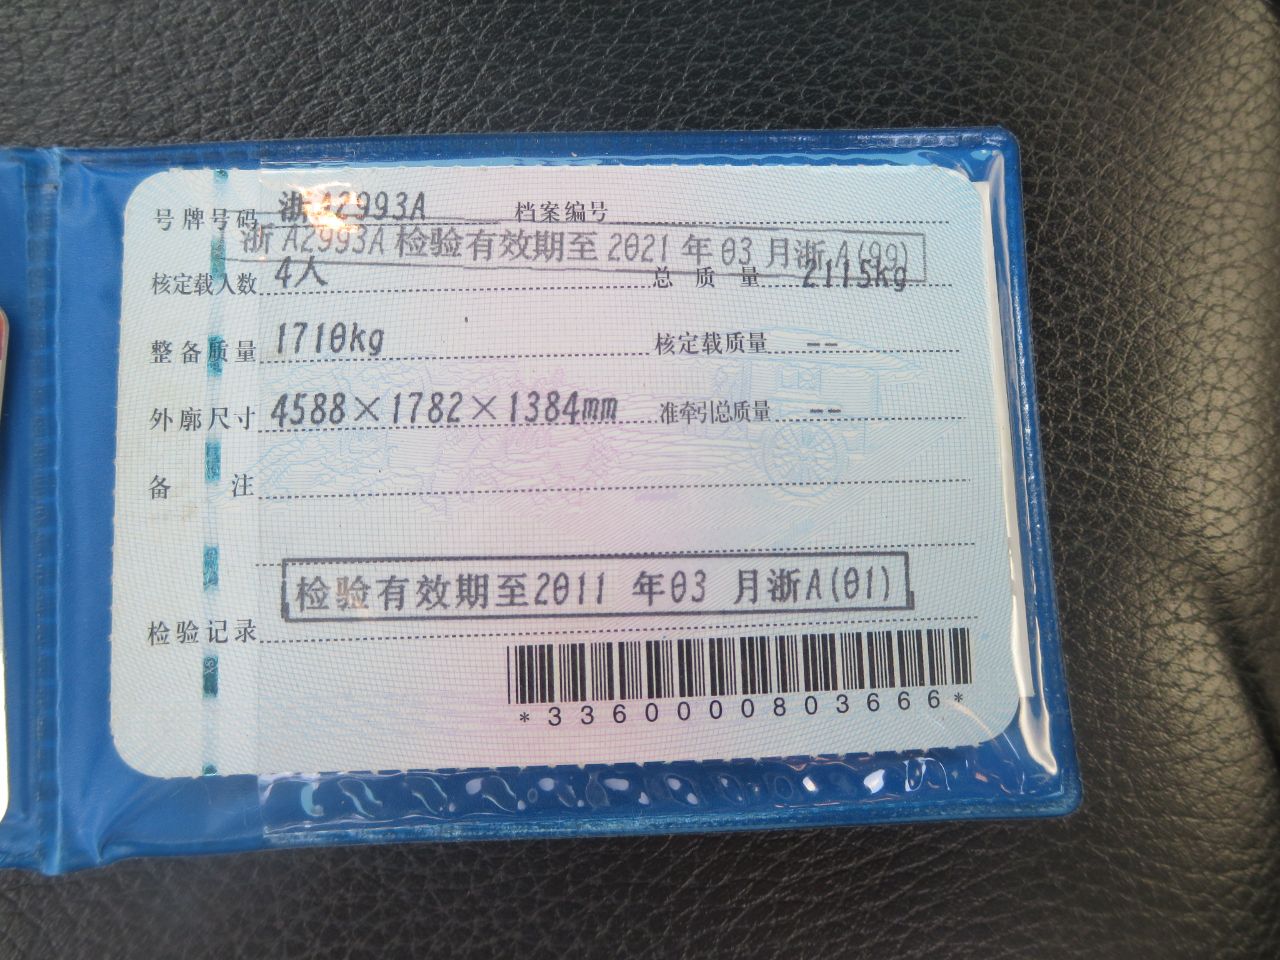 号牌号码 浙A2993A 档案编号
浙A2993A检验有效期至2021年03月浙A(99)
核定载人数 4人 总质量 2115kg
整备质量 1710kg 核定载质量 --
外廓尺寸 4588×1782×1384mm 准牵引总质量 --
备注
检验有效期至2011 年03 月浙A(01)
检验记录
*3360000803666*